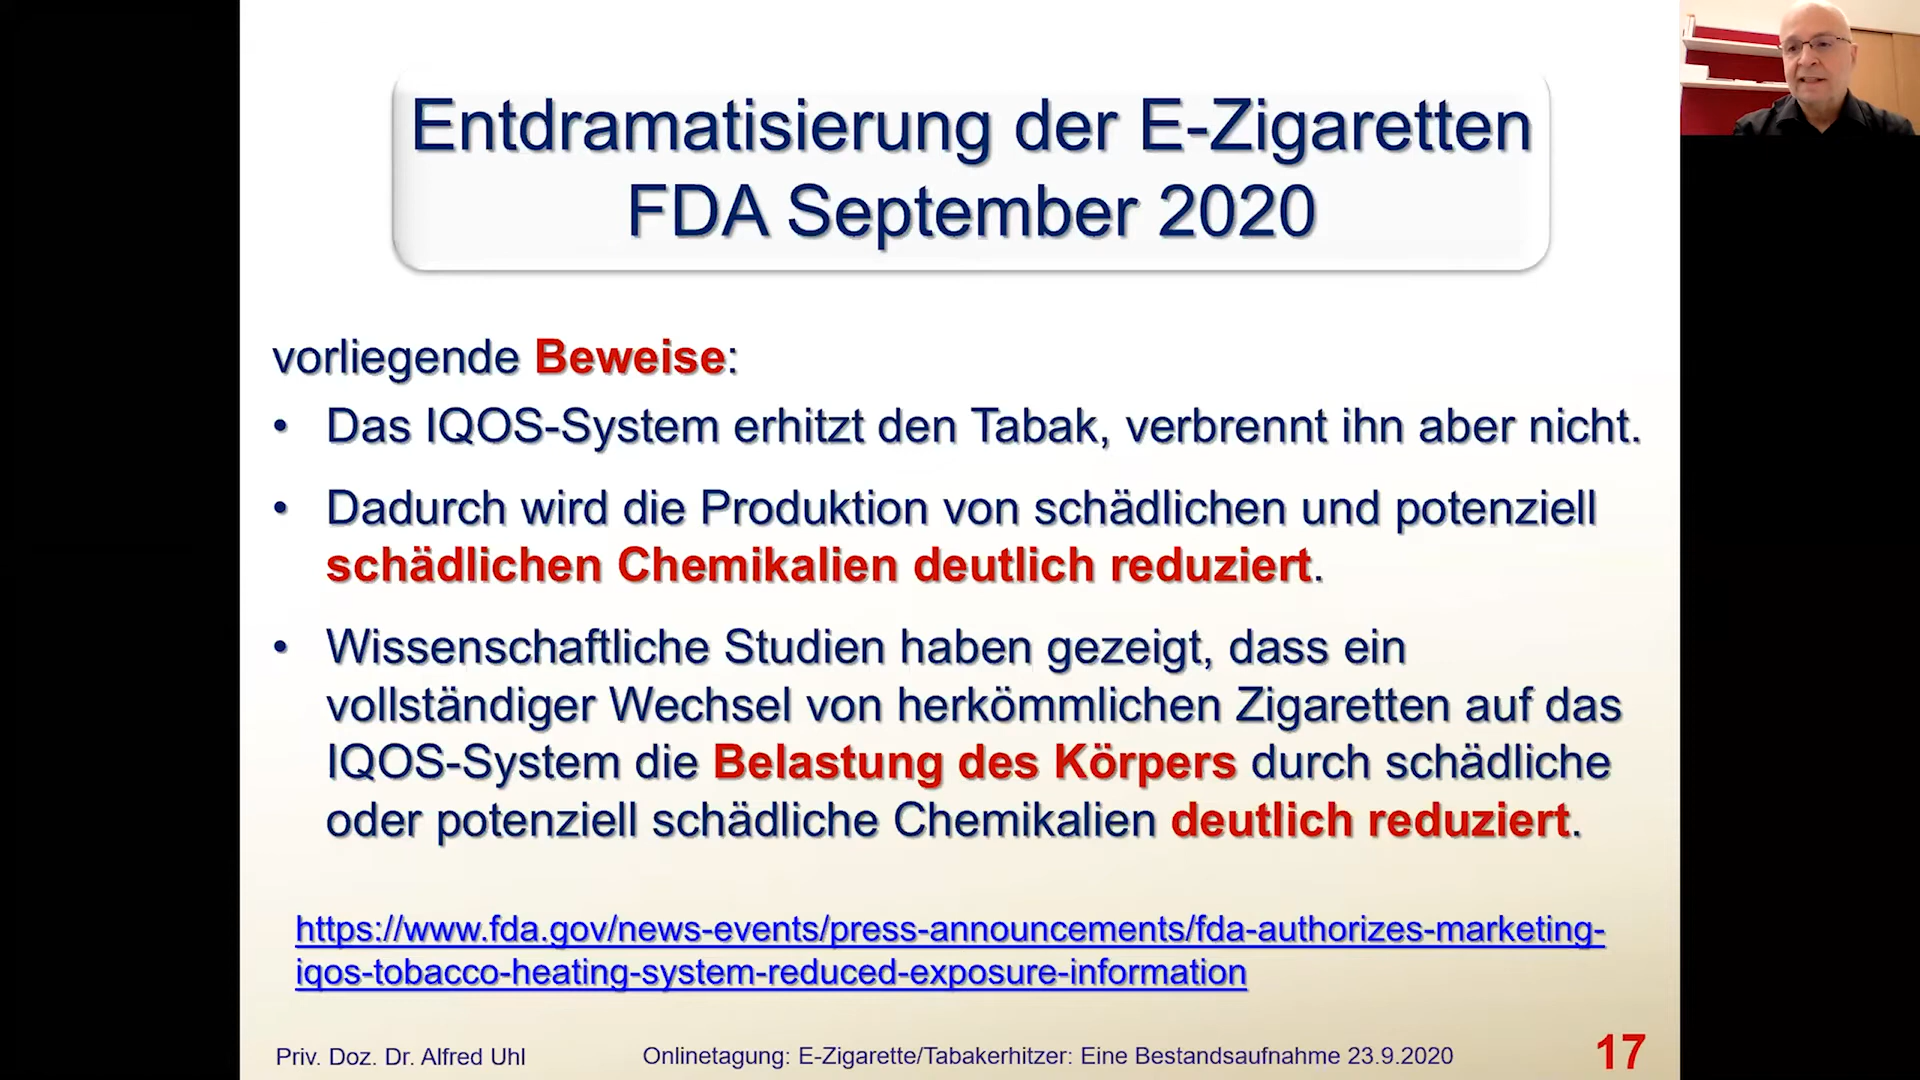 Entdramatisierung der E-Zigaretten
FDA September 2020
vorliegende Beweise:
• Das IQOS-System erhitzt den Tabak, verbrennt ihn aber nicht.
• Dadurch wird die Produktion von schädlichen und potenziell
schädlichen Chemikalien deutlich reduziert.
• Wissenschaftliche Studien haben gezeigt, dass ein
vollständiger Wechsel von herkömmlichen Zigaretten auf das
IQOS-System die Belastung des Körpers durch schädliche
oder potenziell schädliche Chemikalien deutlich reduziert.
https://www.fda.gov/news-events/press-announcements/fda-authorizes-marketing-
iqos-tobacco-heating-system-reduced-exposure-information
Priv. Doz. Dr. Alfred Uhl
Onlinetagung: E-Zigarette/Tabakerhitzer: Eine Bestandsaufnahme 23.9.2020
17